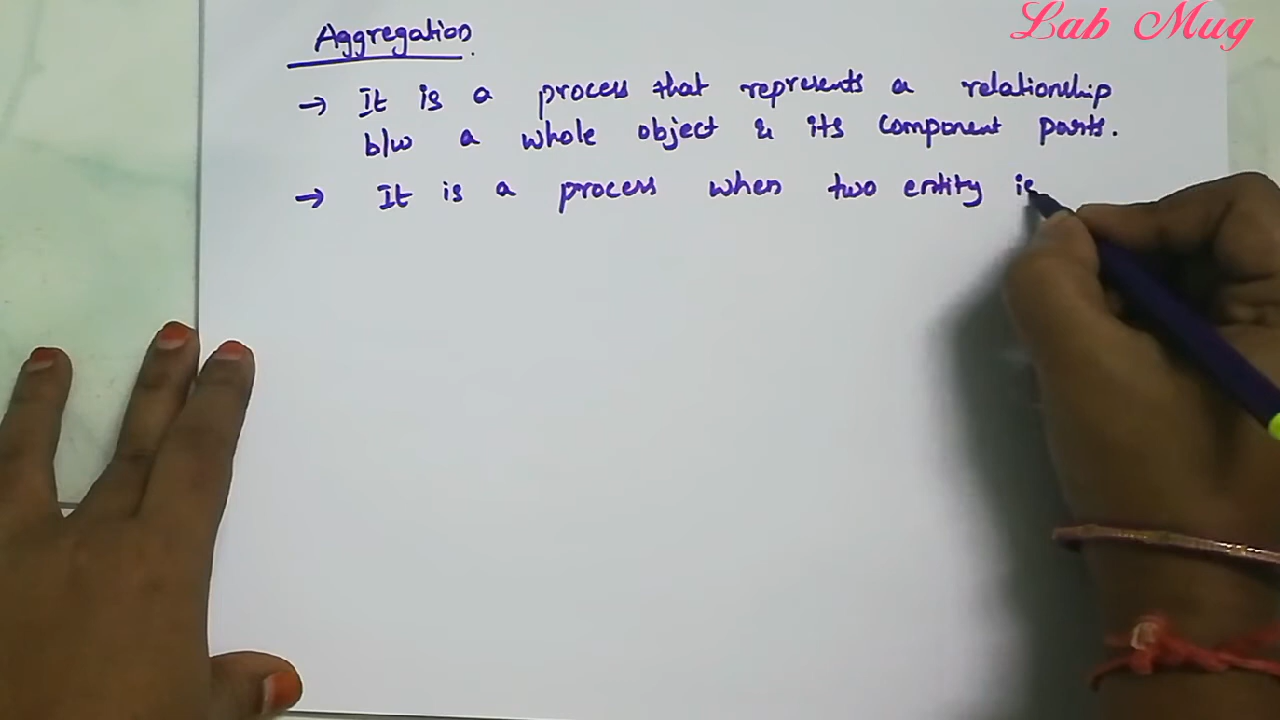 Lab Mug
Aggregation
→ It is a process that represents a relationship
b/w a whole object & its component parts.
→ It is a process when two entity is